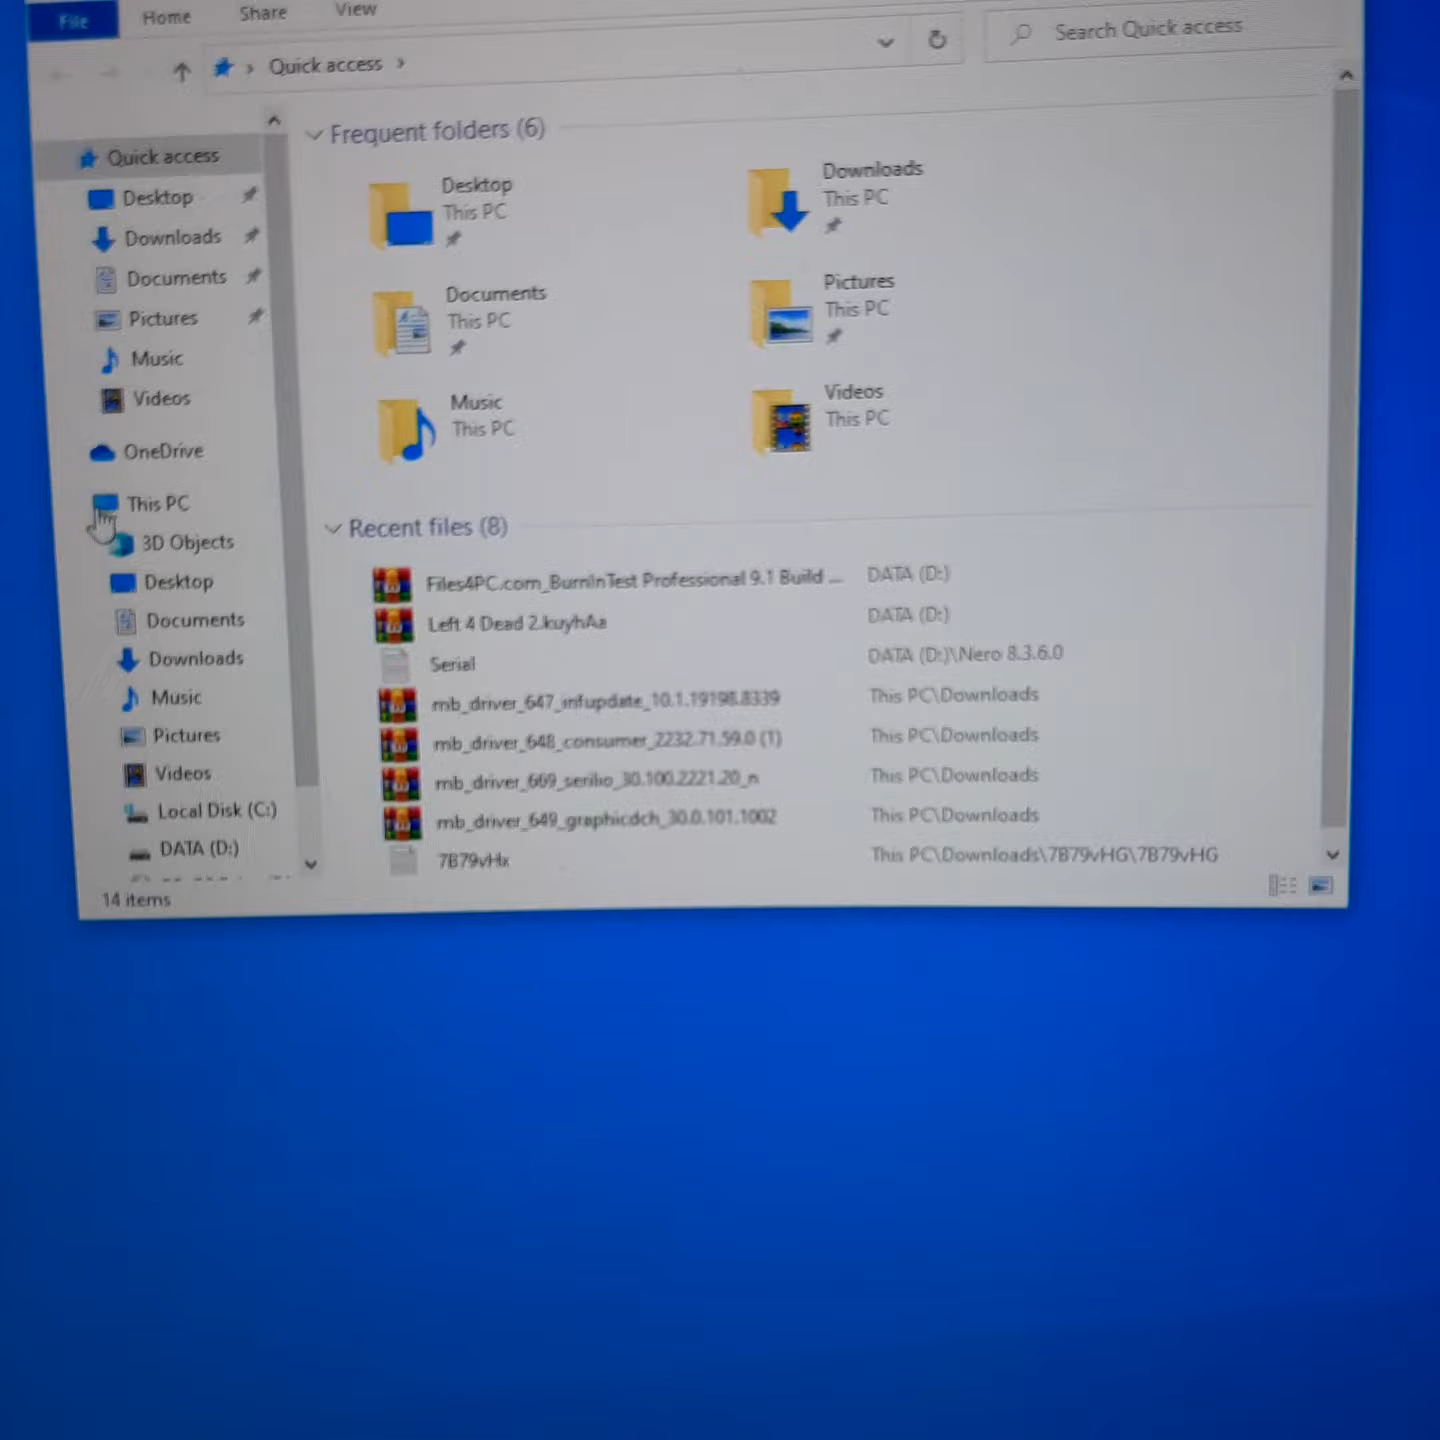 File Home Share View
Quick access
Search Quick access
Quick access
Desktop
Downloads
Documents
Pictures
Music
Videos
OneDrive
This PC
3D Objects
Desktop
Documents
Downloads
Music
Pictures
Videos
Local Disk (C:)
DATA (D:)
14 items
Frequent folders (6)
Desktop
This PC
Downloads
This PC
Documents
This PC
Pictures
This PC
Music
This PC
Videos
This PC
Recent files (8)
Files4PC.com_BurnInTest Professional 9.1 Build ... DATA (D:)
Left 4 Dead 2.kuyhAa DATA (D:)
Serial DATA (D:)\Nero 8.3.6.0
mb_driver_647_infupdate_10.1.19198.8339 This PC\Downloads
mb_driver_648_consumer_2232.71.59.0 (1) This PC\Downloads
mb_driver_669_serilio_30.100.2221.20_n This PC\Downloads
mb_driver_649_graphicdch_30.0.101.1002 This PC\Downloads
7B79vHx This PC\Downloads\7B79vHG\7B79vHG